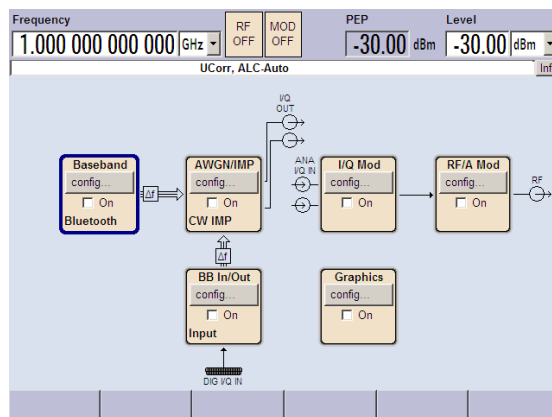 Frequency
RF OFF
MOD OFF
PEP
Level
1.000 000 000 000 GHz
-30.00 dBm
-30.00 dBm
UCorr, ALC-Auto
Inf
I/Q OUT
Baseband
config...
On
Bluetooth
Δf
AWGN/IMP
config...
On
CW IMP
ANA I/Q IN
I/Q Mod
config...
On
RF/A Mod
config...
On
RF
Δf
BB In/Out
config...
On
Input
Graphics
config...
On
DIG I/Q IN